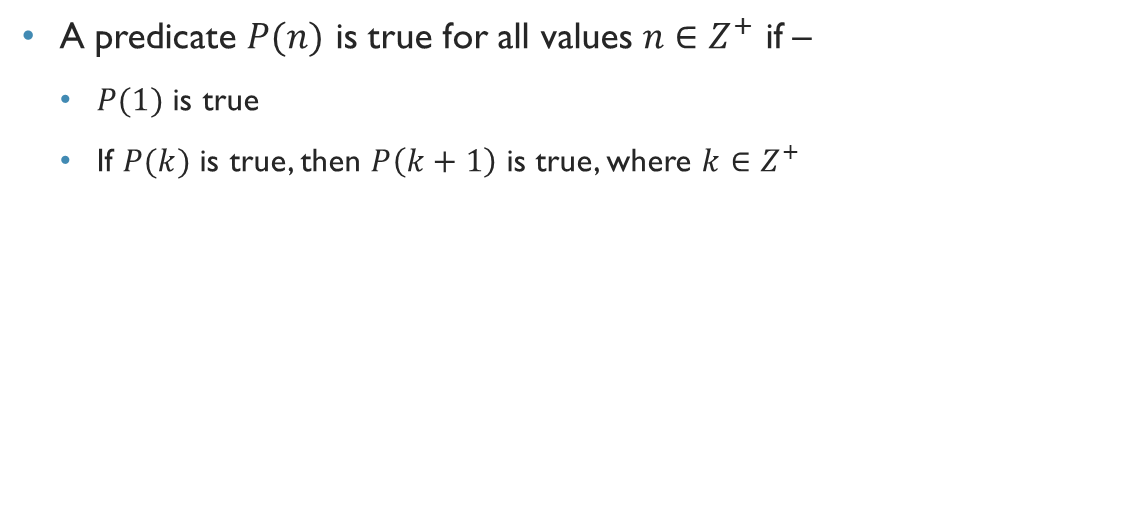 • A predicate 𝑃(𝑛) is true for all values 𝑛 ∈ 𝑍⁺ if –
• 𝑃(1) is true
• If 𝑃(𝑘) is true, then 𝑃(𝑘 + 1) is true, where 𝑘 ∈ 𝑍⁺